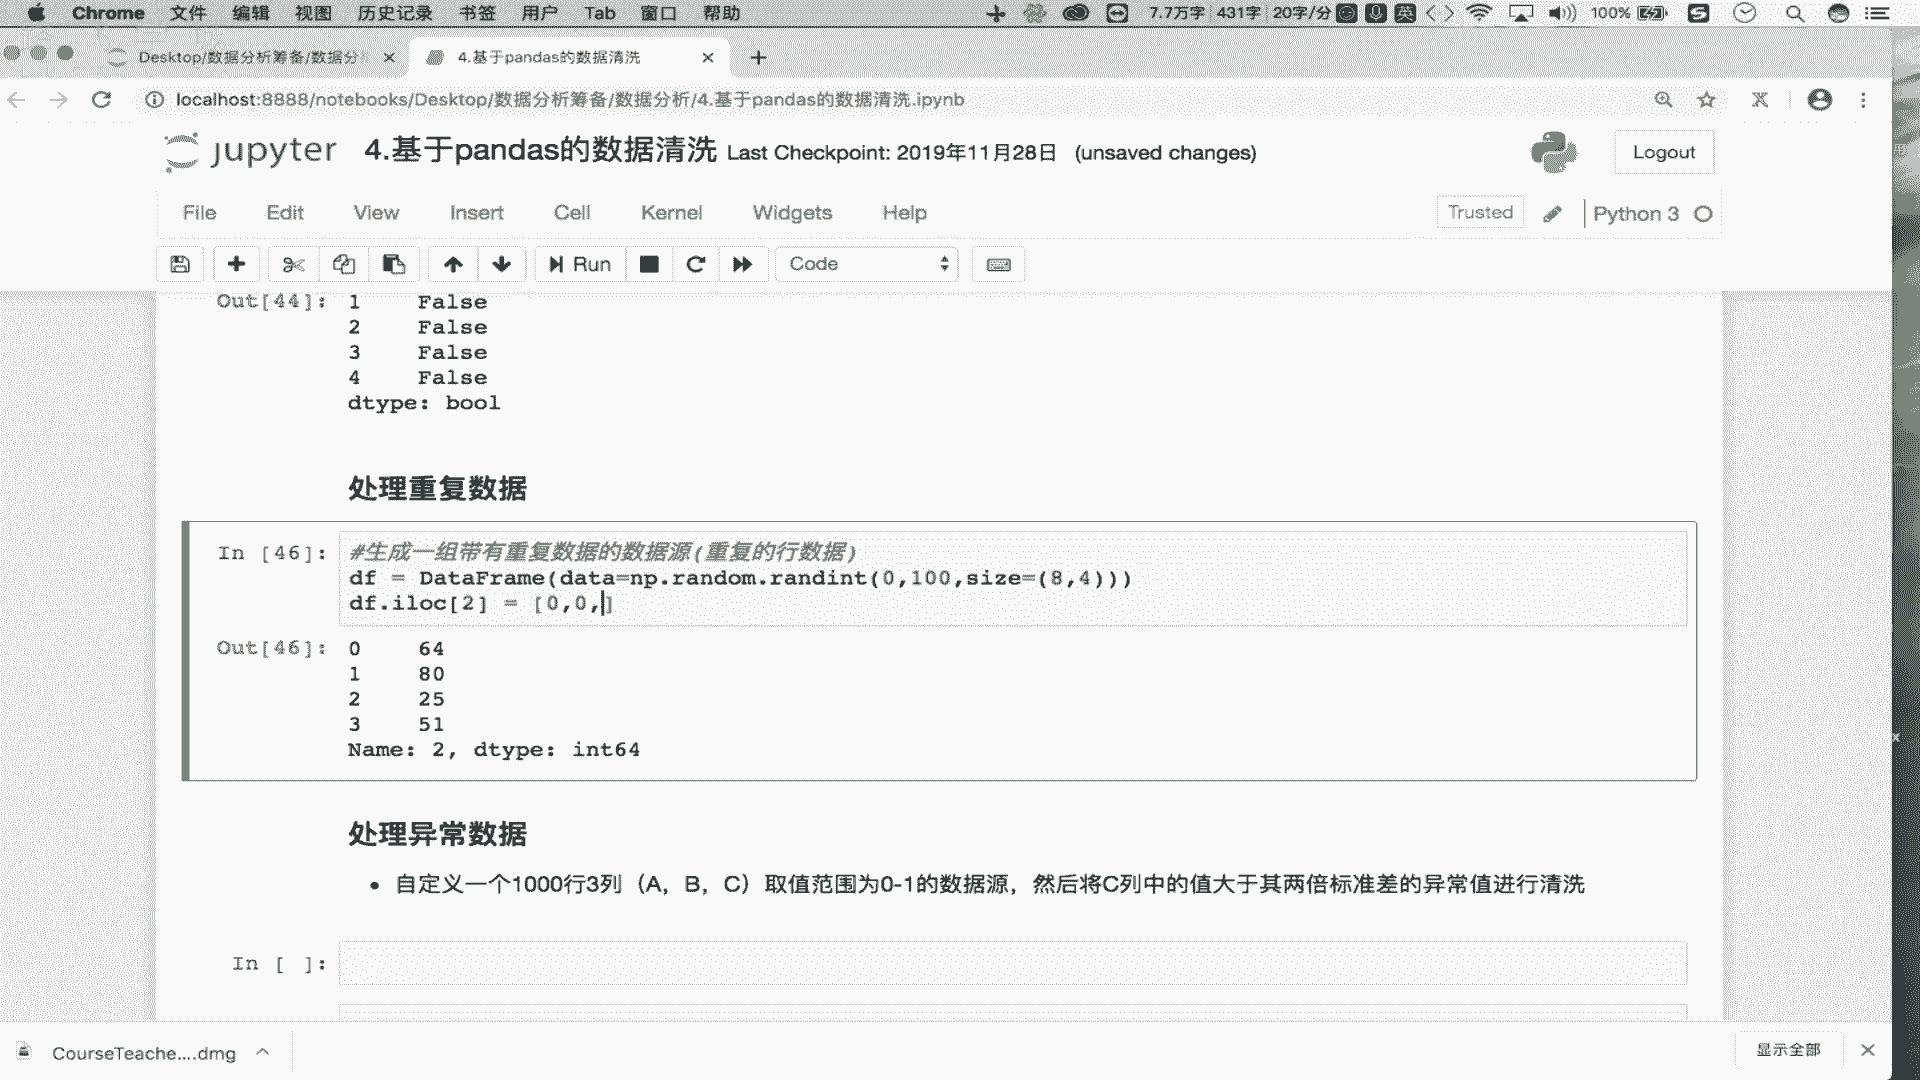 Chrome 文件 编辑 视图 历史记录 书签 用户 Tab 窗口 帮助 7.7万字 431字 20字/分 英 100%
Desktop/数据分析筹备/数据分 4.基于pandas的数据清洗
localhost:8888/notebooks/Desktop/数据分析筹备/数据分析/4.基于pandas的数据清洗.ipynb
jupyter 4.基于pandas的数据清洗 Last Checkpoint: 2019年11月28日 (unsaved changes) Logout
File Edit View Insert Cell Kernel Widgets Help Trusted Python 3
Run Code
Out[44]: 1 False
2 False
3 False
4 False
dtype: bool
处理重复数据
In [46]: #生成一组带有重复数据的数据源(重复的行数据)
df = DataFrame(data=np.random.randint(0,100,size=(8,4)))
df.iloc[2] = [0,0,]
Out[46]: 0 64
1 80
2 25
3 51
Name: 2, dtype: int64
处理异常数据
• 自定义一个1000行3列（A，B，C）取值范围为0-1的数据源，然后将C列中的值大于其两倍标准差的异常值进行清洗
In [ ]:
CourseTeache....dmg 显示全部